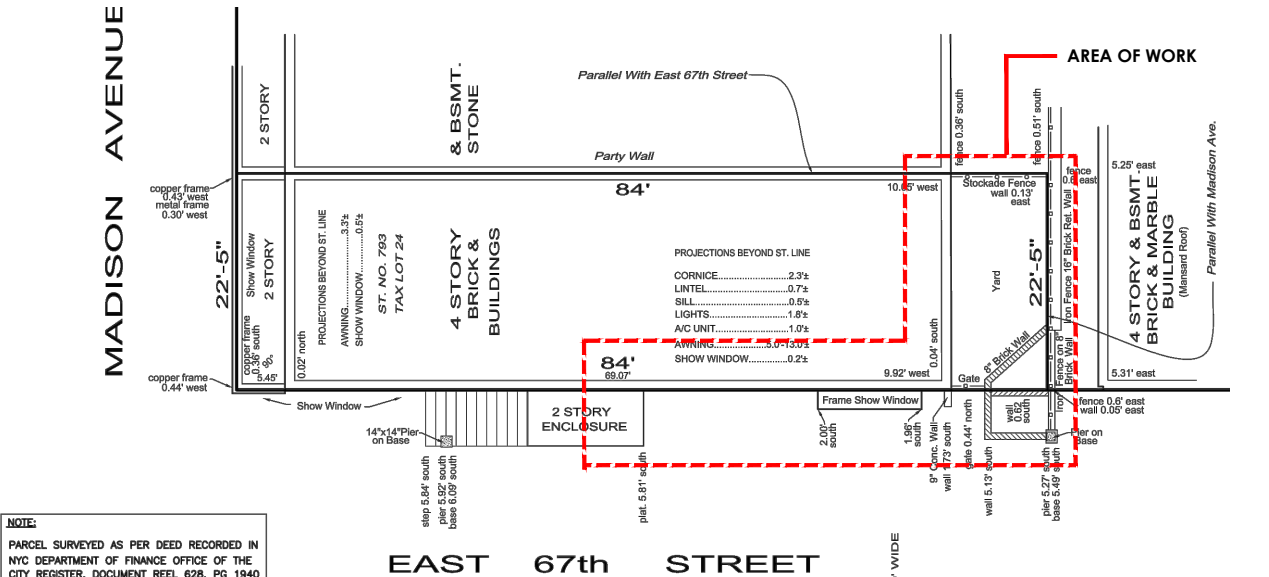 MADISON AVENUE
AREA OF WORK
Parallel With East 67th Street
2 STORY
& BSMT.
STONE
fence 0.36' south
fence 0.51' south
Party Wall
84'
10.65' west
Stockade Fence
wall 0.13'
east
fence
0.6' east
5.25' east
copper frame
0.43' west
metal frame
0.30' west
22'-5"
Show Window
2 STORY
PROJECTIONS BEYOND ST. LINE
AWNING..............3.3'±
SHOW WINDOW......0.5'±
ST. NO. 793
TAX LOT 24
4 STORY
BRICK &
BUILDINGS
PROJECTIONS BEYOND ST. LINE
CORNICE............................2.3'±
LINTEL................................0.7'±
SILL.....................................0.5'±
LIGHTS...............................1.8'±
A/C UNIT.............................1.0'±
AWNING.......................5.0'-13.0'±
SHOW WINDOW................0.2'±
Yard
22'-5"
Iron Fence 16" Brick Ret. Wall
4 STORY & BSMT.
BRICK & MARBLE
BUILDING
(Mansard Roof)
Parallel With Madison Ave.
copper frame
0.36' south
90°
5.45'
0.02' north
84'
69.07'
9.92' west
0.04' south
8" Brick Wall
Gate
Iron Fence on 8"
Brick Wall
5.31' east
copper frame
0.44' west
Show Window
14"x14"Pier
on Base
2 STORY
ENCLOSURE
Frame Show Window
2.00'
south
1.96'
south
9" Conc. Wall
wall 1.73' south
gate 0.44' north
wall
0.62
south
fence 0.6' east
wall 0.05' east
Pier on
Base
step 5.84' south
pier 5.92' south
base 6.09' south
plat. 5.81' south
wall 5.13' south
pier 5.27' south
base 5.49' south
NOTE:
PARCEL SURVEYED AS PER DEED RECORDED IN
NYC DEPARTMENT OF FINANCE OFFICE OF THE
CITY REGISTER, DOCUMENT REEL 628, PG 1940
EAST 67th STREET
' WIDE